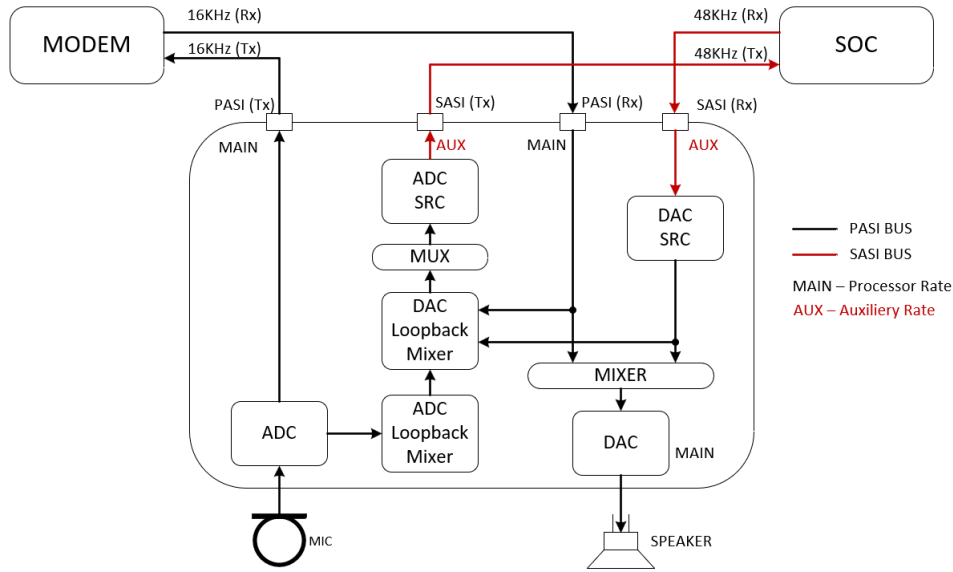 16KHz (Rx)
48KHz (Rx)
MODEM
SOC
16KHz (Tx)
48KHz (Tx)
PASI (Tx)
SASI (Tx)
PASI (Rx)
SASI (Rx)
MAIN
AUX
MAIN
AUX
ADC
SRC
DAC
SRC
MUX
DAC
Loopback
Mixer
PASI BUS
SASI BUS
MAIN – Processor Rate
AUX – Auxiliery Rate
MIXER
ADC
ADC
Loopback
Mixer
DAC
MAIN
MIC
SPEAKER